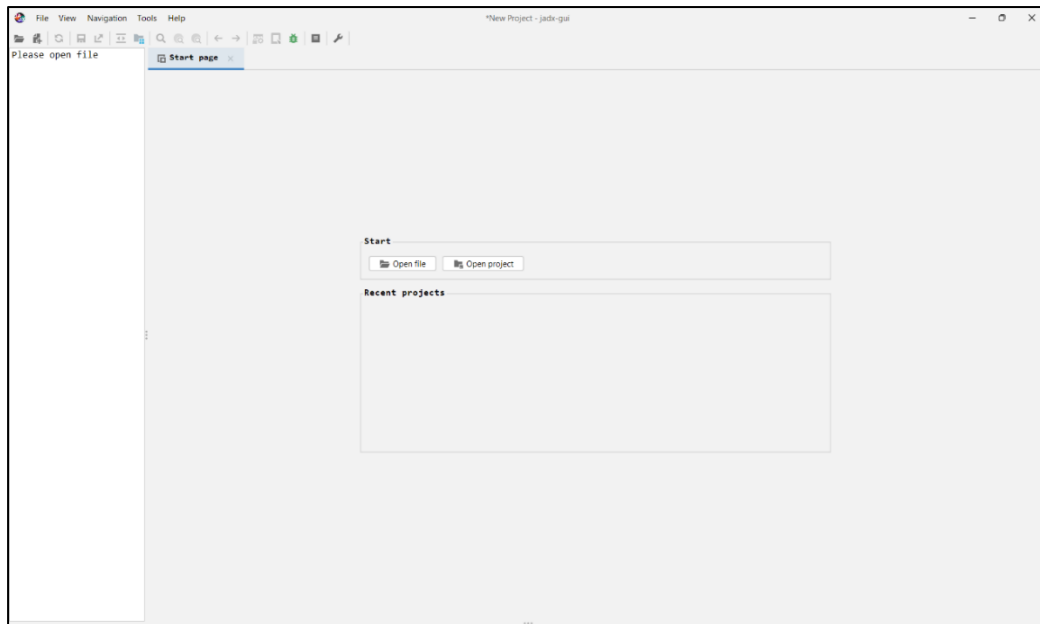 File View Navigation Tools Help
*New Project - jadx-gui
Please open file
Start page
Start
Open file Open project
Recent projects